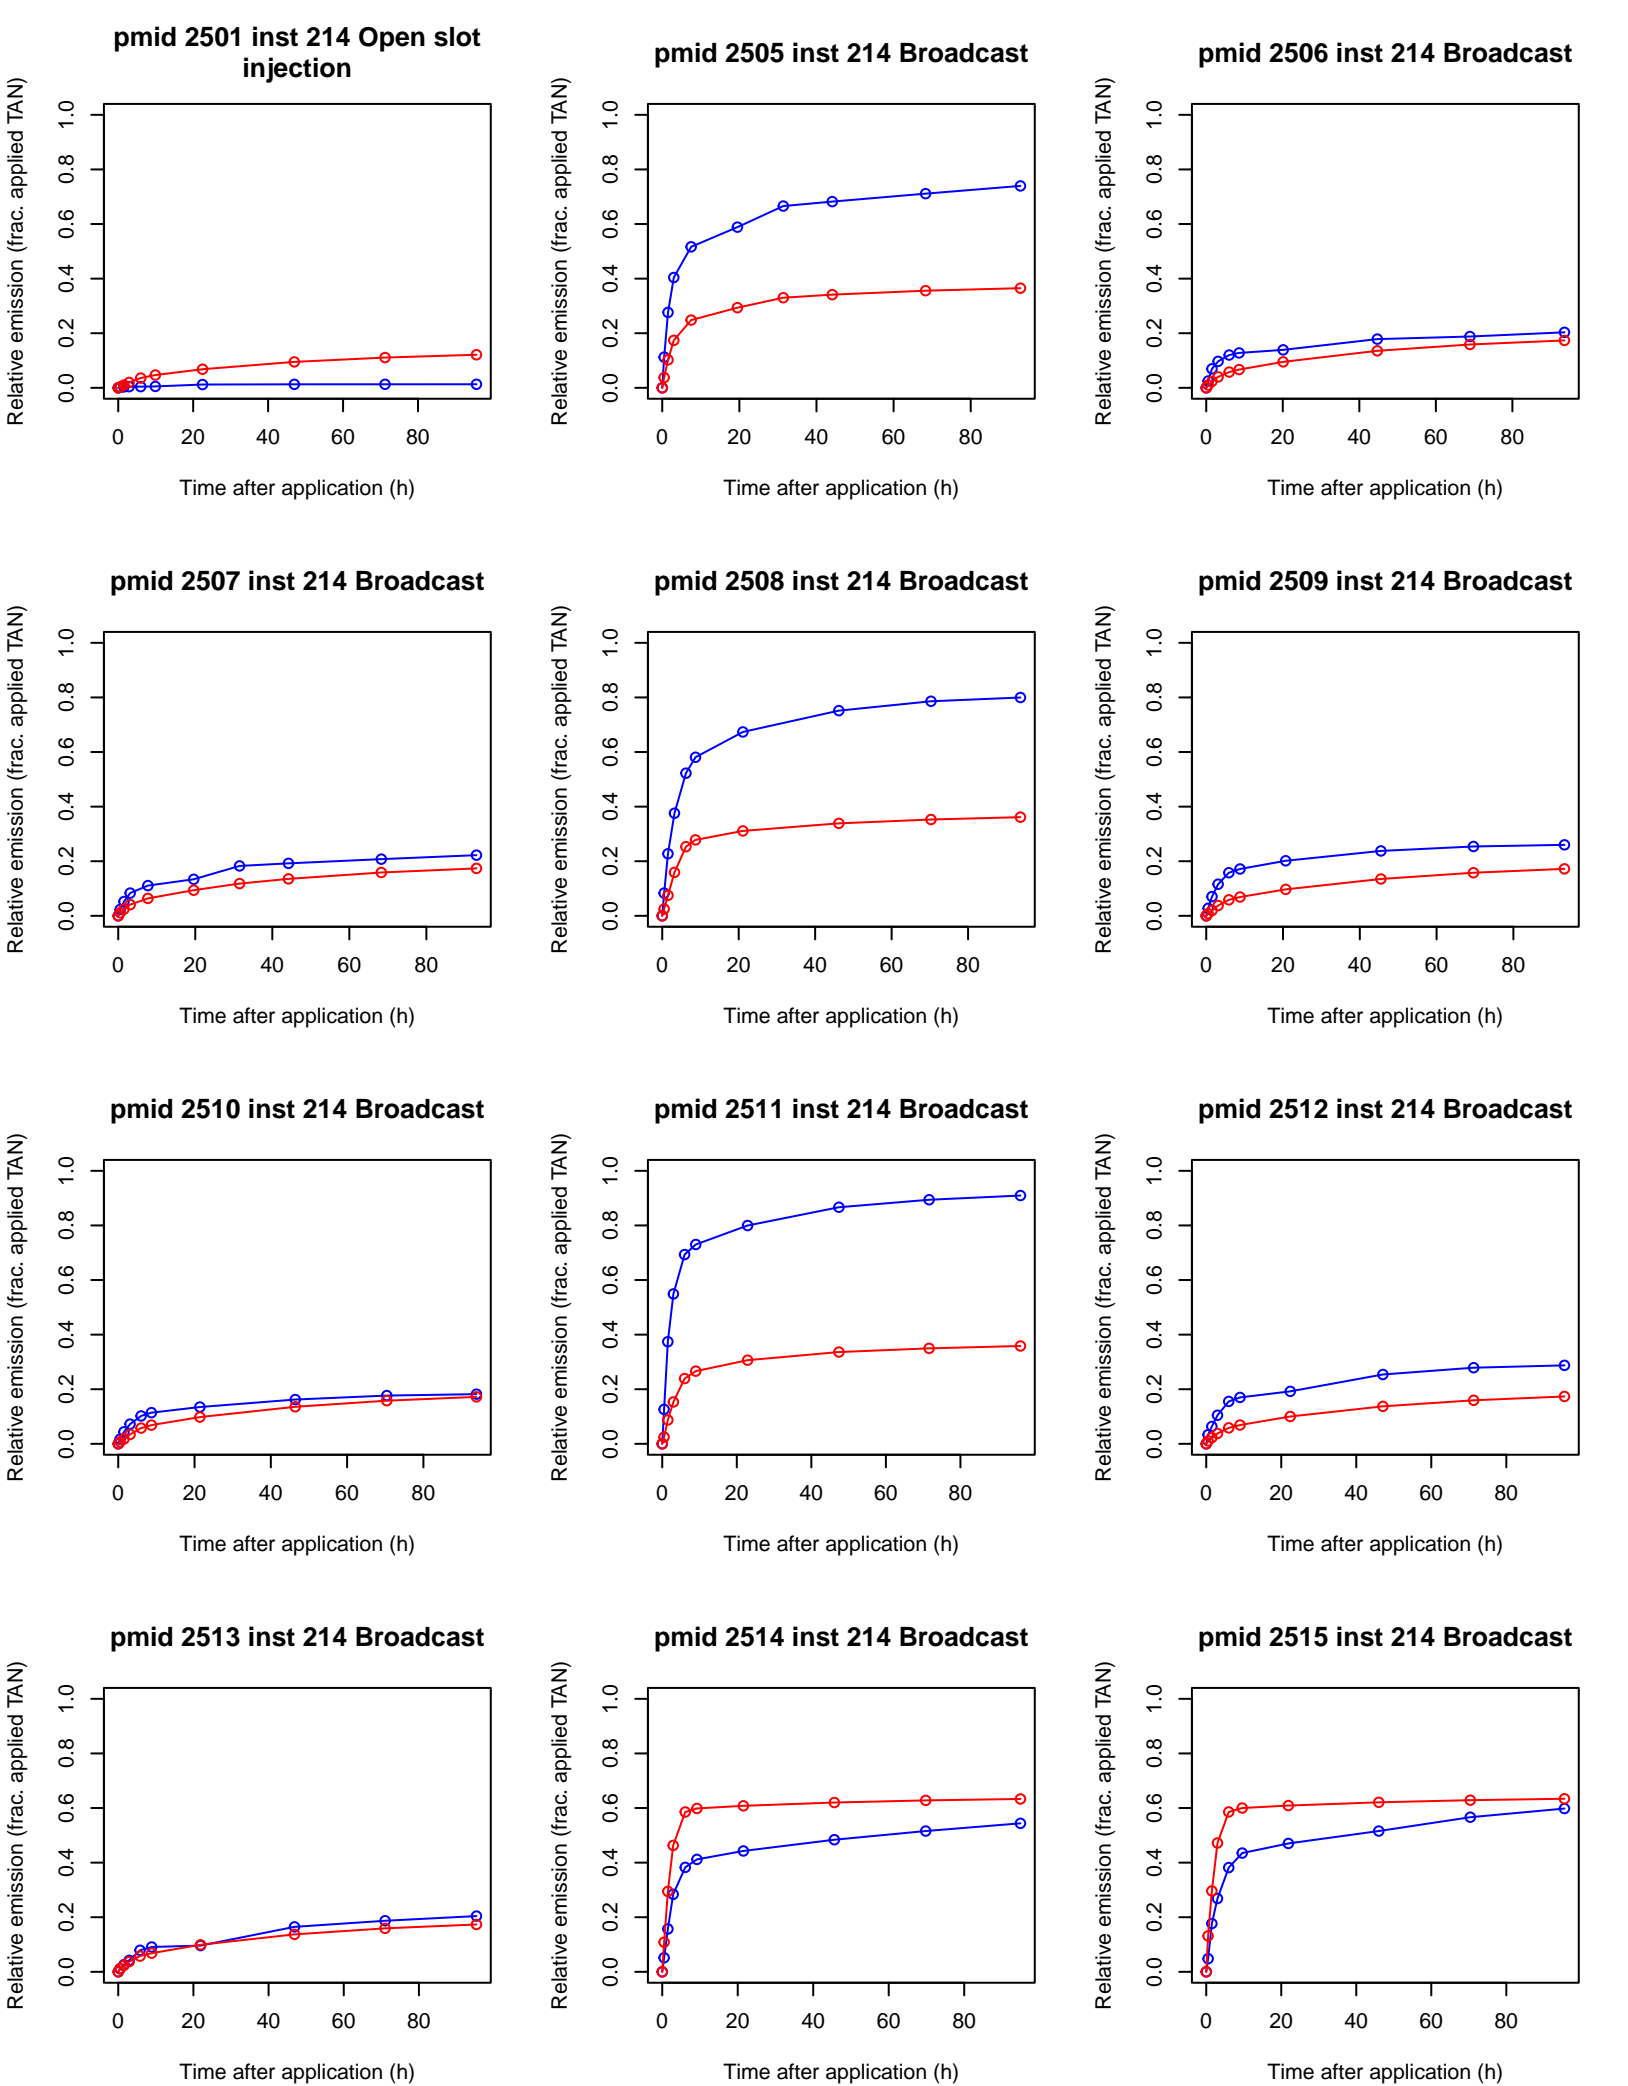 pmid 2501 inst 214 Open slot
injection
Relative emission (frac. applied TAN)
1.0
0.8
0.6
0.4
0.2
0.0
0 20 40 60 80
Time after application (h)
pmid 2505 inst 214 Broadcast
Relative emission (frac. applied TAN)
1.0
0.8
0.6
0.4
0.2
0.0
0 20 40 60 80
Time after application (h)
pmid 2506 inst 214 Broadcast
Relative emission (frac. applied TAN)
1.0
0.8
0.6
0.4
0.2
0.0
0 20 40 60 80
Time after application (h)
pmid 2507 inst 214 Broadcast
Relative emission (frac. applied TAN)
1.0
0.8
0.6
0.4
0.2
0.0
0 20 40 60 80
Time after application (h)
pmid 2508 inst 214 Broadcast
Relative emission (frac. applied TAN)
1.0
0.8
0.6
0.4
0.2
0.0
0 20 40 60 80
Time after application (h)
pmid 2509 inst 214 Broadcast
Relative emission (frac. applied TAN)
1.0
0.8
0.6
0.4
0.2
0.0
0 20 40 60 80
Time after application (h)
pmid 2510 inst 214 Broadcast
Relative emission (frac. applied TAN)
1.0
0.8
0.6
0.4
0.2
0.0
0 20 40 60 80
Time after application (h)
pmid 2511 inst 214 Broadcast
Relative emission (frac. applied TAN)
1.0
0.8
0.6
0.4
0.2
0.0
0 20 40 60 80
Time after application (h)
pmid 2512 inst 214 Broadcast
Relative emission (frac. applied TAN)
1.0
0.8
0.6
0.4
0.2
0.0
0 20 40 60 80
Time after application (h)
pmid 2513 inst 214 Broadcast
Relative emission (frac. applied TAN)
1.0
0.8
0.6
0.4
0.2
0.0
0 20 40 60 80
Time after application (h)
pmid 2514 inst 214 Broadcast
Relative emission (frac. applied TAN)
1.0
0.8
0.6
0.4
0.2
0.0
0 20 40 60 80
Time after application (h)
pmid 2515 inst 214 Broadcast
Relative emission (frac. applied TAN)
1.0
0.8
0.6
0.4
0.2
0.0
0 20 40 60 80
Time after application (h)